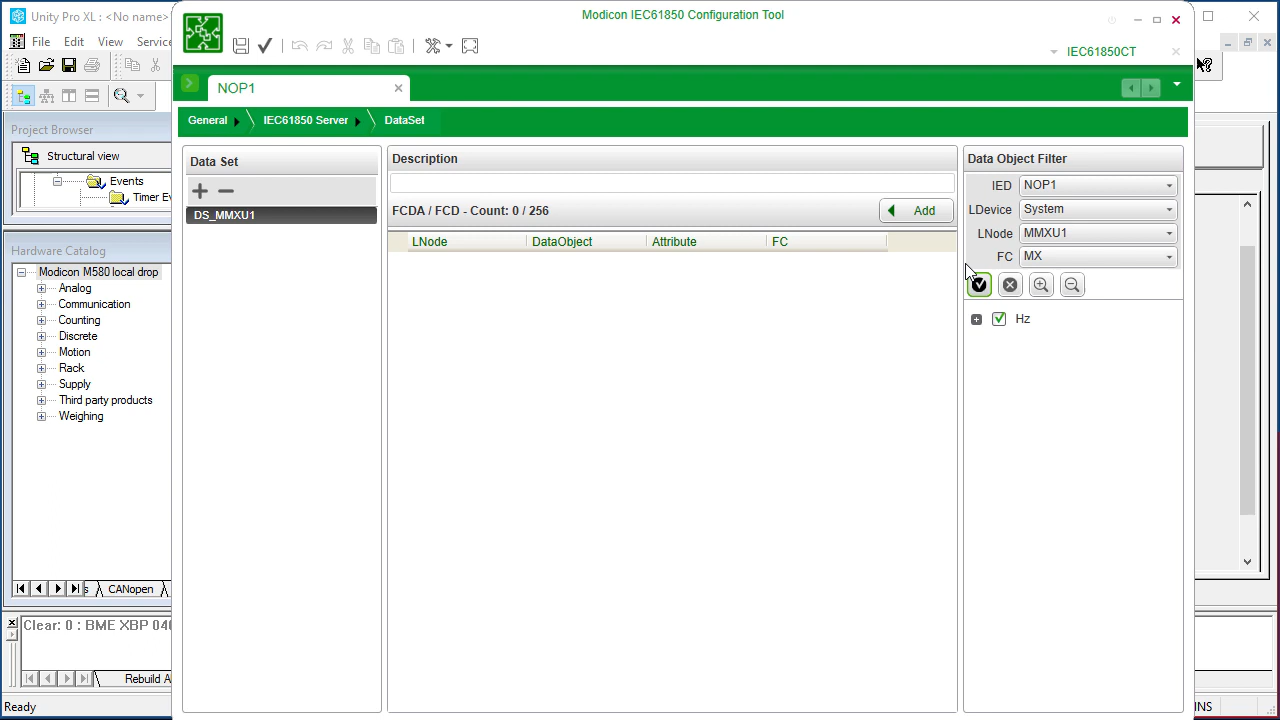 Unity Pro XL : <No name>
File Edit View Service
Project Browser
Structural view
Events
Timer Ev
Hardware Catalog
Modicon M580 local drop
Analog
Communication
Counting
Discrete
Motion
Rack
Supply
Third party products
Weighing
s CANopen
Clear: 0 : BME XBP 040
Rebuild A
Ready
Modicon IEC61850 Configuration Tool
IEC61850CT
NOP1
General IEC61850 Server DataSet
Data Set
DS_MMXU1
Description
FCDA / FCD - Count: 0 / 256
Add
LNode DataObject Attribute FC
Data Object Filter
IED NOP1
LDevice System
LNode MMXU1
FC MX
Hz
INS